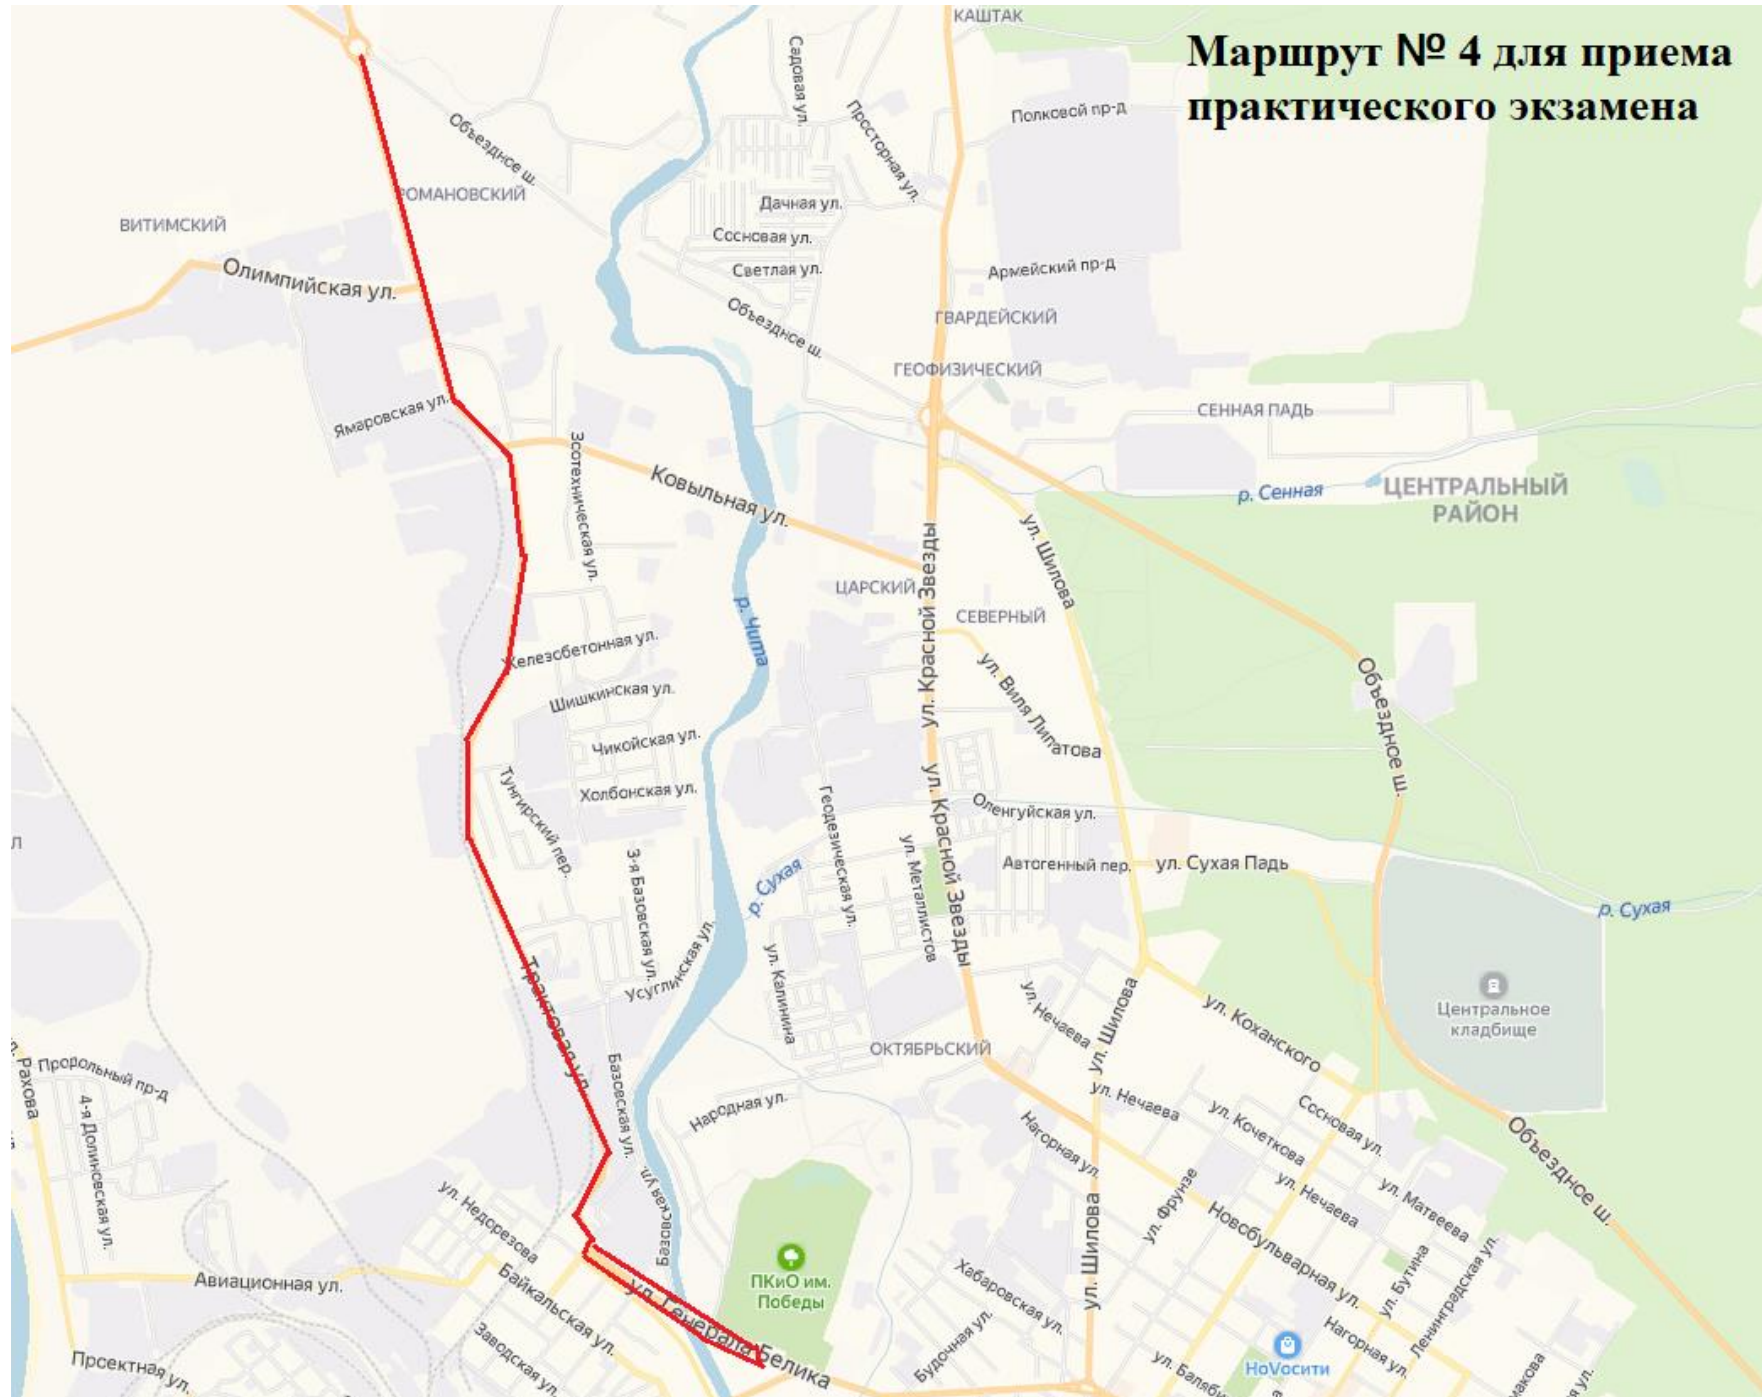 Маршрут № 4 для приема
практического экзамена
КАШТАК
Садовая ул.
Просторная ул.
Полковой пр-д
Объездное ш.
РОМАНОВСКИЙ
ВИТИМСКИЙ
Дачная ул.
Сосновая ул.
Светлая ул.
Армейский пр-д
Олимпийская ул.
Объездное ш.
ГВАРДЕЙСКИЙ
ГЕОФИЗИЧЕСКИЙ
Ямаровская ул.
СЕННАЯ ПАДЬ
Зоотехническая ул.
Ковыльная ул.
р. Сенная
ЦЕНТРАЛЬНЫЙ
РАЙОН
ул. Шилова
ул. Красной Звезды
ЦАРСКИЙ
СЕВЕРНЫЙ
р. Чита
Железобетонная ул.
ул. Виля Липатова
Объездное ш.
Шишкинская ул.
Чикойская ул.
Тунгирский пер.
Холбонская ул.
ул. Красной Звезды
Геодезическая ул.
Оленгуйская ул.
ул. Металлистов
Автогенный пер.
ул. Сухая Падь
3-я Базовская ул.
р. Сухая
р. Сухая
Усуглинская ул.
ул. Калинина
Трактовая ул.
ул. Нечаева
ул. Шилова
ул. Коханского
Центральное
кладбище
ОКТЯБРЬСКИЙ
Рахова
Продольный пр-д
4-я Долиновская ул.
Базовская ул.
Народная ул.
Нагорная ул.
ул. Нечаева
ул. Кочеткова
Сосновая ул.
Объездное ш.
Базовская ул.
ул. Недорезова
ул. Шилова
ул. Фрунзе
ул. Нечаева
ул. Матвеева
Новобульварная ул.
ул. Бутина
Ленинградская ул.
Авиационная ул.
Байкальская ул.
ул. Генерала Белика
ПКиО им.
Победы
Хабаровская ул.
Будочная ул.
Заводская ул.
Проектная ул.
Нагорная ул.
НоVосити